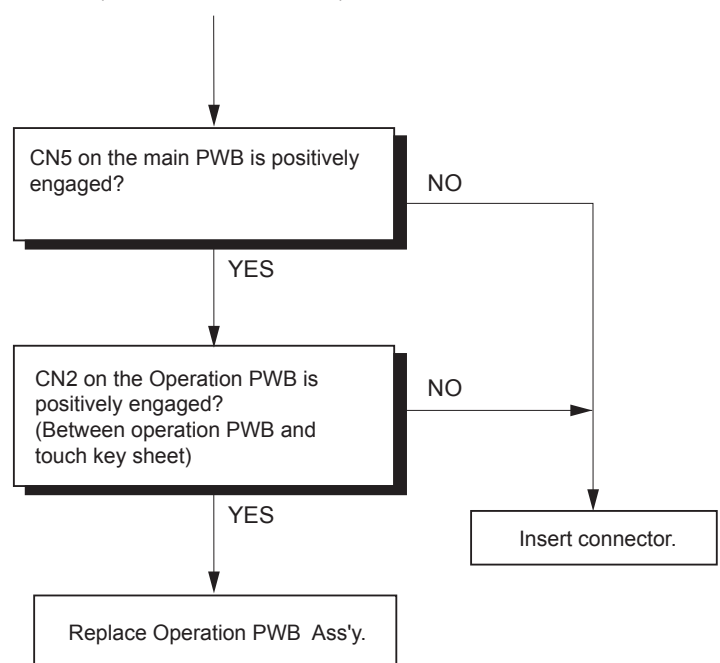 CN5 on the main PWB is positively
engaged?
NO
YES
CN2 on the Operation PWB is
positively engaged?
(Between operation PWB and
touch key sheet)
NO
YES
Insert connector.
Replace Operation PWB Ass'y.